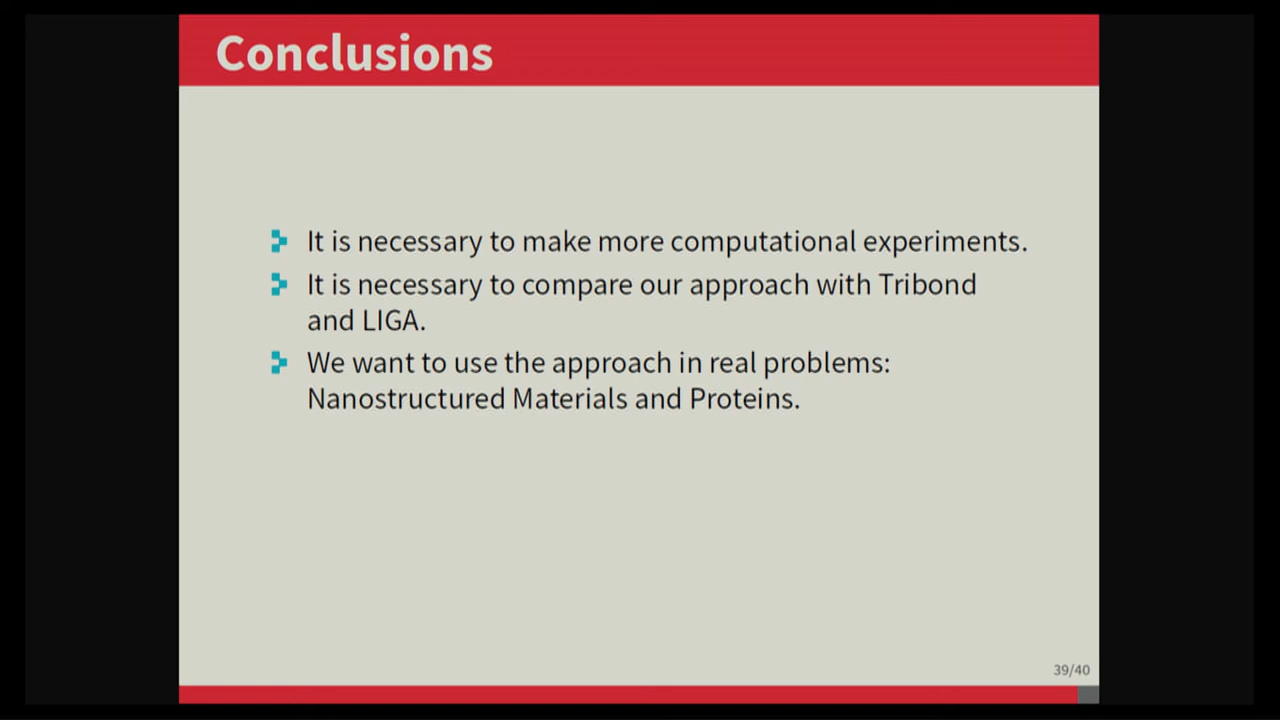 Conclusions
It is necessary to make more computational experiments.
It is necessary to compare our approach with Tribond
and LIGA.
We want to use the approach in real problems:
Nanostructured Materials and Proteins.
39/40